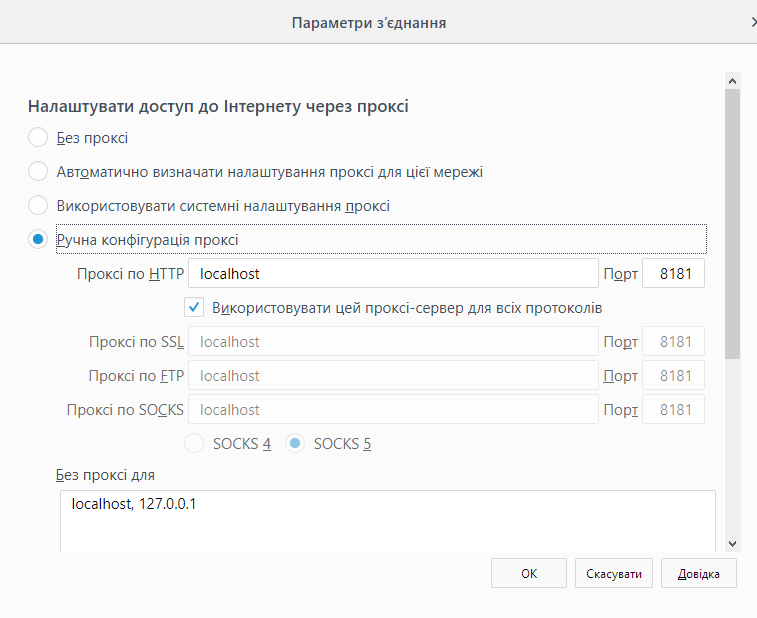 Параметри з’єднання
Налаштувати доступ до Інтернету через проксі
Без проксі
Автоматично визначати налаштування проксі для цієї мережі
Використовувати системні налаштування проксі
Ручна конфігурація проксі
Проксі по HTTP localhost Порт 8181
Використовувати цей проксі-сервер для всіх протоколів
Проксі по SSL localhost Порт 8181
Проксі по FTP localhost Порт 8181
Проксі по SOCKS localhost Порт 8181
SOCKS 4 SOCKS 5
Без проксі для
localhost, 127.0.0.1
OK Скасувати Довідка